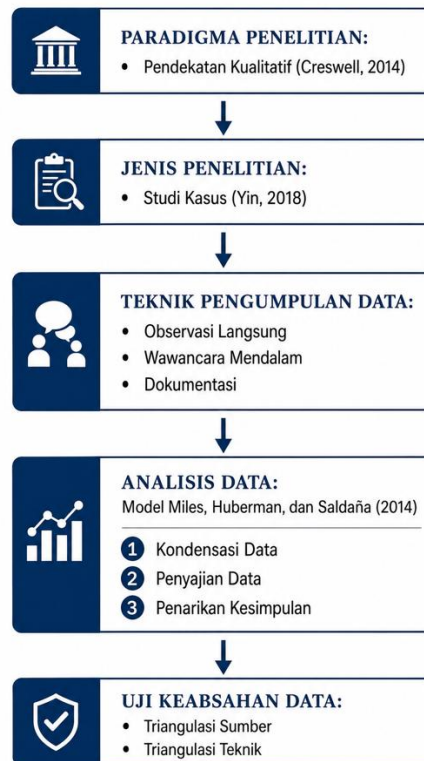 PARADIGMA PENELITIAN:
• Pendekatan Kualitatif (Creswell, 2014)
JENIS PENELITIAN:
• Studi Kasus (Yin, 2018)
TEKNIK PENGUMPULAN DATA:
• Observasi Langsung
• Wawancara Mendalam
• Dokumentasi
ANALISIS DATA:
Model Miles, Huberman, dan Saldaña (2014)
1 Kondensasi Data
2 Penyajian Data
3 Penarikan Kesimpulan
UJI KEABSAHAN DATA:
• Triangulasi Sumber
• Triangulasi Teknik